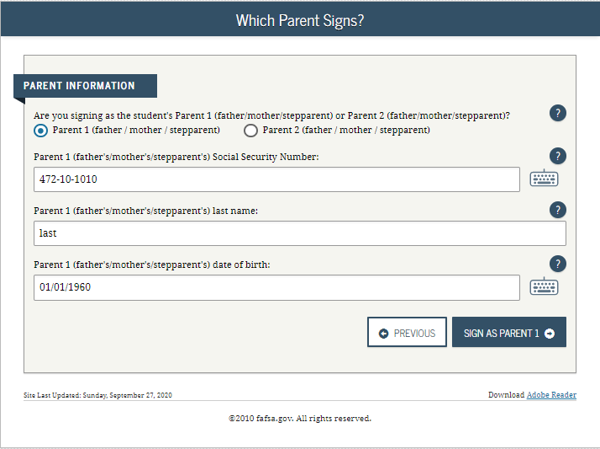 Which Parent Signs?
PARENT INFORMATION
Are you signing as the student's Parent 1 (father/mother/stepparent) or Parent 2 (father/mother/stepparent)? ?
Parent 1 (father / mother / stepparent) Parent 2 (father / mother / stepparent)
Parent 1 (father's/mother's/stepparent's) Social Security Number: ?
472-10-1010
Parent 1 (father's/mother's/stepparent's) last name: ?
last
Parent 1 (father's/mother's/stepparent's) date of birth: ?
01/01/1960
PREVIOUS SIGN AS PARENT 1
Site Last Updated: Sunday, September 27, 2020 Download Adobe Reader
©2010 fafsa.gov. All rights reserved.